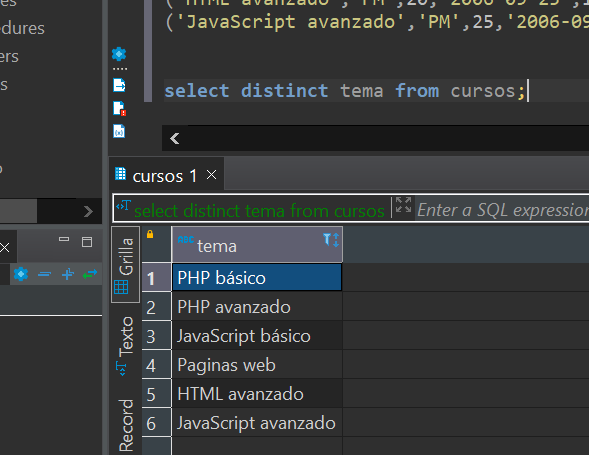 edures
ers
s
('JavaScript avanzado','PM',25,'2006-09
select distinct tema from cursos;
cursos 1
select distinct tema from cursos
Enter a SQL expression
Grilla
Texto
Record
tema
1 PHP básico
2 PHP avanzado
3 JavaScript básico
4 Paginas web
5 HTML avanzado
6 JavaScript avanzado